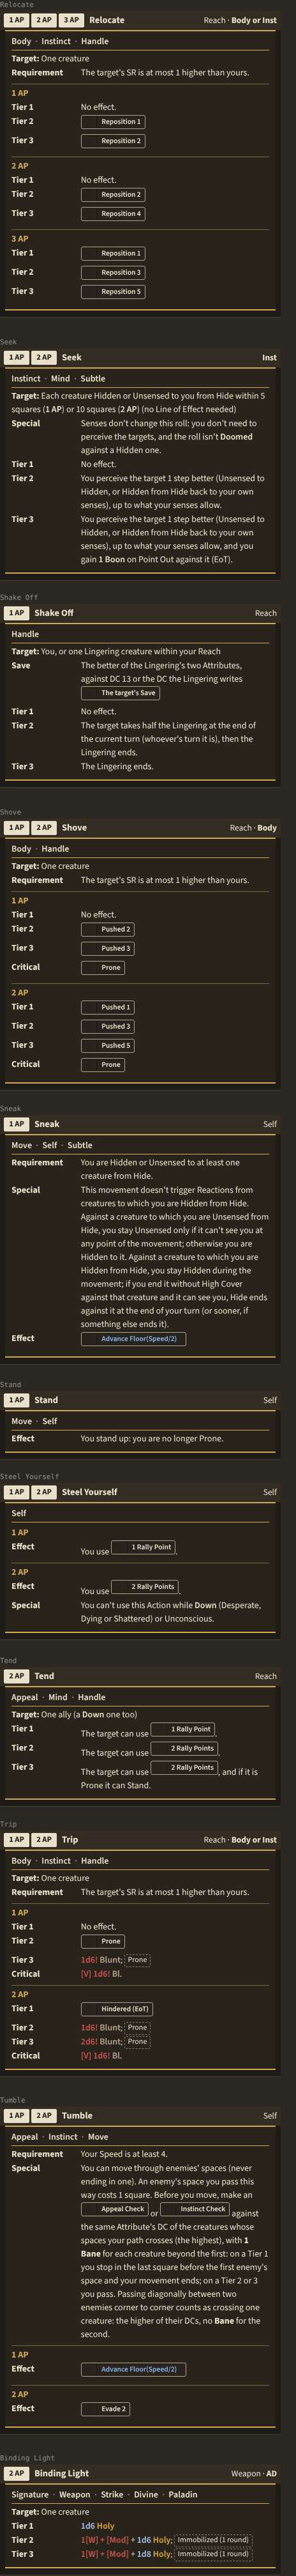 Relocate
1 AP 2 AP 3 AP Relocate Reach · Body or Inst
Body · Instinct · Handle
Target: One creature
Requirement The target's SR is at most 1 higher than yours.
1 AP
Tier 1 No effect.
Tier 2 Reposition 1
Tier 3 Reposition 2
2 AP
Tier 1 No effect.
Tier 2 Reposition 2
Tier 3 Reposition 4
3 AP
Tier 1 Reposition 1
Tier 2 Reposition 3
Tier 3 Reposition 5
Seek
1 AP 2 AP Seek Inst
Instinct · Mind · Subtle
Target: Each creature Hidden or Unsensed to you from Hide within 5
squares (1 AP) or 10 squares (2 AP) (no Line of Effect needed)
Special Senses don't change this roll: you don't need to
perceive the targets, and the roll isn't Doomed
against a Hidden one.
Tier 1 No effect.
Tier 2 You perceive the target 1 step better (Unsensed to
Hidden, or Hidden from Hide back to your own
senses), up to what your senses allow.
Tier 3 You perceive the target 1 step better (Unsensed to
Hidden, or Hidden from Hide back to your own
senses), up to what your senses allow, and you
gain 1 Boon on Point Out against it (EoT).
Shake Off
1 AP Shake Off Reach
Handle
Target: You, or one Lingering creature within your Reach
Save The better of the Lingering's two Attributes,
against DC 13 or the DC the Lingering writes
The target's Save
Tier 1 No effect.
Tier 2 The target takes half the Lingering at the end of
the current turn (whoever's turn it is), then the
Lingering ends.
Tier 3 The Lingering ends.
Shove
1 AP 2 AP Shove Reach · Body
Body · Handle
Target: One creature
Requirement The target's SR is at most 1 higher than yours.
1 AP
Tier 1 No effect.
Tier 2 Pushed 2
Tier 3 Pushed 3
Critical Prone
2 AP
Tier 1 Pushed 1
Tier 2 Pushed 3
Tier 3 Pushed 5
Critical Prone
Sneak
1 AP Sneak Self
Move · Self · Subtle
Requirement You are Hidden or Unsensed to at least one
creature from Hide.
Special This movement doesn't trigger Reactions from
creatures to which you are Hidden from Hide.
Against a creature to which you are Unsensed from
Hide, you stay Unsensed only if it can't see you at
any point of the movement; otherwise you are
Hidden to it. Against a creature to which you are
Hidden from Hide, you stay Hidden during the
movement; if you end it without High Cover
against that creature and it can see you, Hide ends
against it at the end of your turn (or sooner, if
something else ends it).
Effect Advance Floor(Speed/2)
Stand
1 AP Stand Self
Move · Self
Effect You stand up: you are no longer Prone.
Steel Yourself
1 AP 2 AP Steel Yourself Self
Self
1 AP
Effect You use 1 Rally Point.
2 AP
Effect You use 2 Rally Points.
Special You can't use this Action while Down (Desperate,
Dying or Shattered) or Unconscious.
Tend
2 AP Tend Reach
Appeal · Mind · Handle
Target: One ally (a Down one too)
Tier 1 The target can use 1 Rally Point.
Tier 2 The target can use 2 Rally Points.
Tier 3 The target can use 2 Rally Points, and if it is
Prone it can Stand.
Trip
1 AP 2 AP Trip Reach · Body or Inst
Body · Instinct · Handle
Target: One creature
Requirement The target's SR is at most 1 higher than yours.
1 AP
Tier 1 No effect.
Tier 2 Prone
Tier 3 1d6! Blunt; Prone
Critical [V] 1d6! Bl.
2 AP
Tier 1 Hindered (EoT)
Tier 2 1d6! Blunt; Prone
Tier 3 2d6! Blunt; Prone
Critical [V] 1d6! Bl.
Tumble
1 AP 2 AP Tumble Self
Appeal · Instinct · Move
Requirement Your Speed is at least 4.
Special You can move through enemies' spaces (never
ending in one). An enemy's space you pass this
way costs 1 square. Before you move, make an
Appeal Check or Instinct Check against
the same Attribute's DC of the creatures whose
spaces your path crosses (the highest), with 1
Bane for each creature beyond the first: on a Tier 1
you stop in the last square before the first enemy's
space and your movement ends; on a Tier 2 or 3
you pass. Passing diagonally between two
enemies corner to corner counts as crossing one
creature: the higher of their DCs, no Bane for the
second.
1 AP
Effect Advance Floor(Speed/2)
2 AP
Effect Evade 2
Binding Light
2 AP Binding Light Weapon · AD
Signature · Weapon · Strike · Divine · Paladin
Target: One creature
Tier 1 1d6 Holy
Tier 2 1[W] + [Mod] + 1d6 Holy; Immobilized (1 round)
Tier 3 1[W] + [Mod] + 1d8 Holy; Immobilized (1 round)